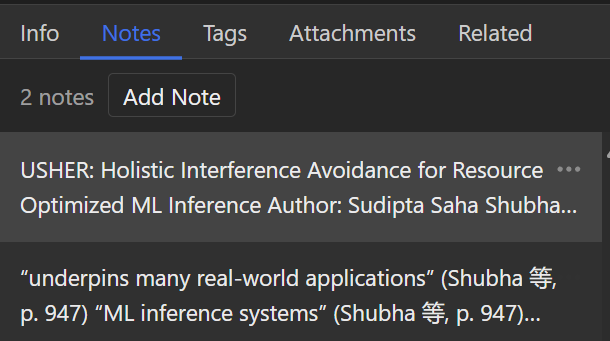 Info Notes Tags Attachments Related
2 notes Add Note
USHER: Holistic Interference Avoidance for Resource
Optimized ML Inference Author: Sudipta Saha Shubha...
“underpins many real-world applications” (Shubha 等,
p. 947) “ML inference systems” (Shubha 等, p. 947)...